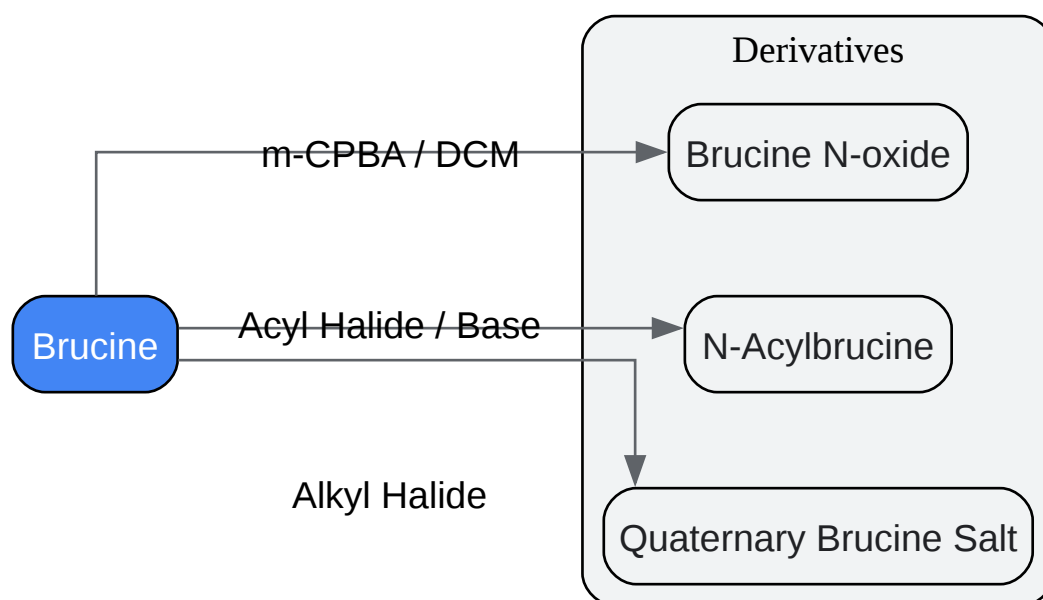 Derivatives
m-CPBA / DCM
Brucine N-oxide
Brucine
Acyl Halide / Base
N-Acylbrucine
Alkyl Halide
Quaternary Brucine Salt